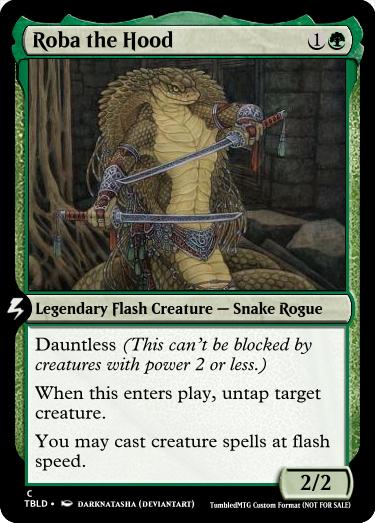 Roba the Hood 1
Legendary Flash Creature — Snake Rogue
Dauntless (This can't be blocked by
creatures with power 2 or less.)
When this enters play, untap target
creature.
You may cast creature spells at flash
speed.
2/2
C
TBLD • DARKNATASHA (DEVIANTART) TumbledMTG Custom Format (NOT FOR SALE)